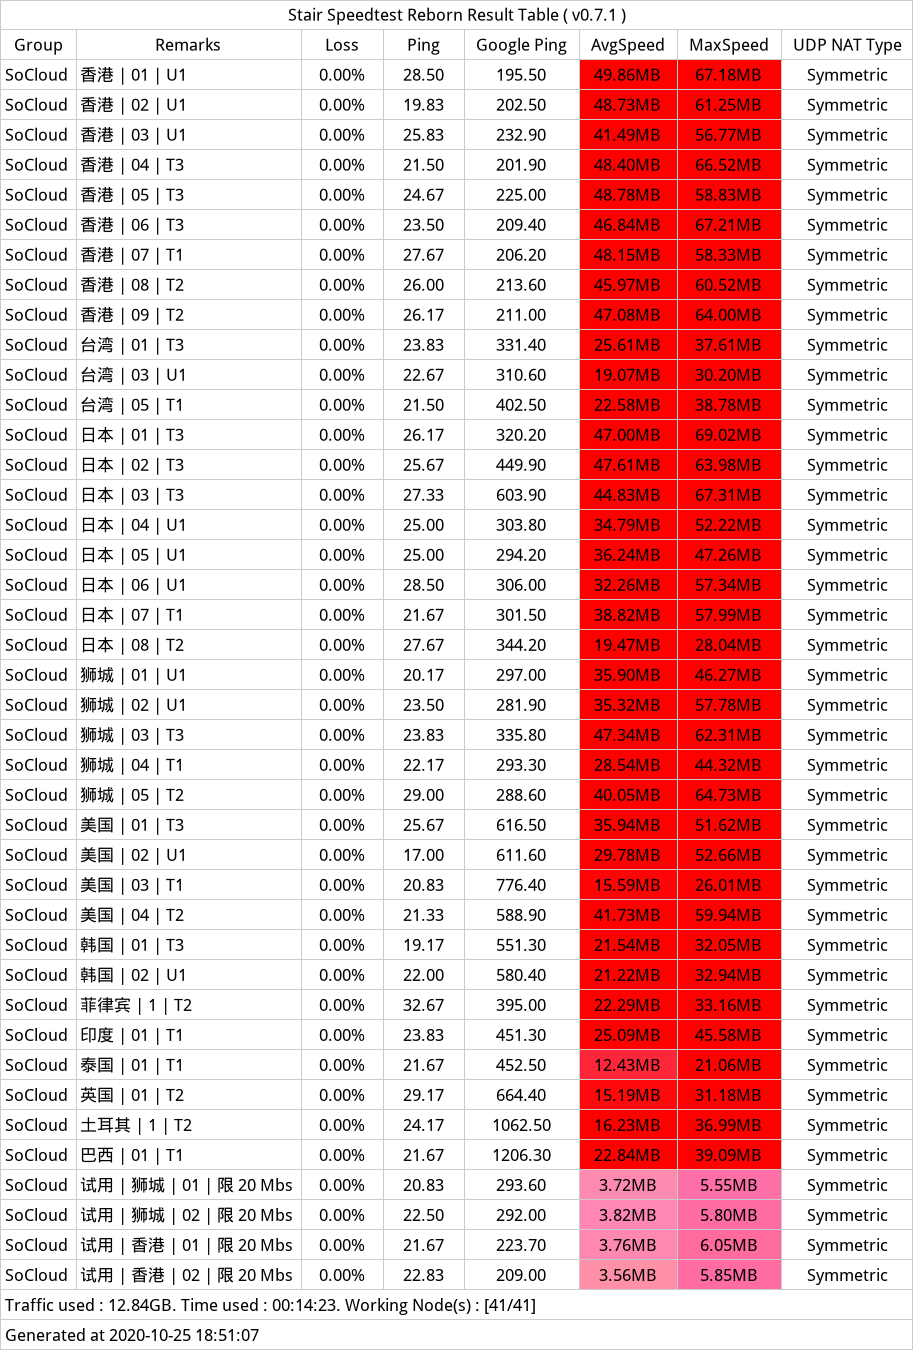 Stair Speedtest Reborn Result Table ( v0.7.1 )
Group Remarks Loss Ping Google Ping AvgSpeed MaxSpeed UDP NAT Type
SoCloud 香港 | 01 | U1 0.00% 28.50 195.50 49.86MB 67.18MB Symmetric
SoCloud 香港 | 02 | U1 0.00% 19.83 202.50 48.73MB 61.25MB Symmetric
SoCloud 香港 | 03 | U1 0.00% 25.83 232.90 41.49MB 56.77MB Symmetric
SoCloud 香港 | 04 | T3 0.00% 21.50 201.90 48.40MB 66.52MB Symmetric
SoCloud 香港 | 05 | T3 0.00% 24.67 225.00 48.78MB 58.83MB Symmetric
SoCloud 香港 | 06 | T3 0.00% 23.50 209.40 46.84MB 67.21MB Symmetric
SoCloud 香港 | 07 | T1 0.00% 27.67 206.20 48.15MB 58.33MB Symmetric
SoCloud 香港 | 08 | T2 0.00% 26.00 213.60 45.97MB 60.52MB Symmetric
SoCloud 香港 | 09 | T2 0.00% 26.17 211.00 47.08MB 64.00MB Symmetric
SoCloud 台湾 | 01 | T3 0.00% 23.83 331.40 25.61MB 37.61MB Symmetric
SoCloud 台湾 | 03 | U1 0.00% 22.67 310.60 19.07MB 30.20MB Symmetric
SoCloud 台湾 | 05 | T1 0.00% 21.50 402.50 22.58MB 38.78MB Symmetric
SoCloud 日本 | 01 | T3 0.00% 26.17 320.20 47.00MB 69.02MB Symmetric
SoCloud 日本 | 02 | T3 0.00% 25.67 449.90 47.61MB 63.98MB Symmetric
SoCloud 日本 | 03 | T3 0.00% 27.33 603.90 44.83MB 67.31MB Symmetric
SoCloud 日本 | 04 | U1 0.00% 25.00 303.80 34.79MB 52.22MB Symmetric
SoCloud 日本 | 05 | U1 0.00% 25.00 294.20 36.24MB 47.26MB Symmetric
SoCloud 日本 | 06 | U1 0.00% 28.50 306.00 32.26MB 57.34MB Symmetric
SoCloud 日本 | 07 | T1 0.00% 21.67 301.50 38.82MB 57.99MB Symmetric
SoCloud 日本 | 08 | T2 0.00% 27.67 344.20 19.47MB 28.04MB Symmetric
SoCloud 狮城 | 01 | U1 0.00% 20.17 297.00 35.90MB 46.27MB Symmetric
SoCloud 狮城 | 02 | U1 0.00% 23.50 281.90 35.32MB 57.78MB Symmetric
SoCloud 狮城 | 03 | T3 0.00% 23.83 335.80 47.34MB 62.31MB Symmetric
SoCloud 狮城 | 04 | T1 0.00% 22.17 293.30 28.54MB 44.32MB Symmetric
SoCloud 狮城 | 05 | T2 0.00% 29.00 288.60 40.05MB 64.73MB Symmetric
SoCloud 美国 | 01 | T3 0.00% 25.67 616.50 35.94MB 51.62MB Symmetric
SoCloud 美国 | 02 | U1 0.00% 17.00 611.60 29.78MB 52.66MB Symmetric
SoCloud 美国 | 03 | T1 0.00% 20.83 776.40 15.59MB 26.01MB Symmetric
SoCloud 美国 | 04 | T2 0.00% 21.33 588.90 41.73MB 59.94MB Symmetric
SoCloud 韩国 | 01 | T3 0.00% 19.17 551.30 21.54MB 32.05MB Symmetric
SoCloud 韩国 | 02 | U1 0.00% 22.00 580.40 21.22MB 32.94MB Symmetric
SoCloud 菲律宾 | 1 | T2 0.00% 32.67 395.00 22.29MB 33.16MB Symmetric
SoCloud 印度 | 01 | T1 0.00% 23.83 451.30 25.09MB 45.58MB Symmetric
SoCloud 泰国 | 01 | T1 0.00% 21.67 452.50 12.43MB 21.06MB Symmetric
SoCloud 英国 | 01 | T2 0.00% 29.17 664.40 15.19MB 31.18MB Symmetric
SoCloud 土耳其 | 1 | T2 0.00% 24.17 1062.50 16.23MB 36.99MB Symmetric
SoCloud 巴西 | 01 | T1 0.00% 21.67 1206.30 22.84MB 39.09MB Symmetric
SoCloud 试用 | 狮城 | 01 | 限 20 Mbs 0.00% 20.83 293.60 3.72MB 5.55MB Symmetric
SoCloud 试用 | 狮城 | 02 | 限 20 Mbs 0.00% 22.50 292.00 3.82MB 5.80MB Symmetric
SoCloud 试用 | 香港 | 01 | 限 20 Mbs 0.00% 21.67 223.70 3.76MB 6.05MB Symmetric
SoCloud 试用 | 香港 | 02 | 限 20 Mbs 0.00% 22.83 209.00 3.56MB 5.85MB Symmetric
Traffic used : 12.84GB. Time used : 00:14:23. Working Node(s) : [41/41]
Generated at 2020-10-25 18:51:07